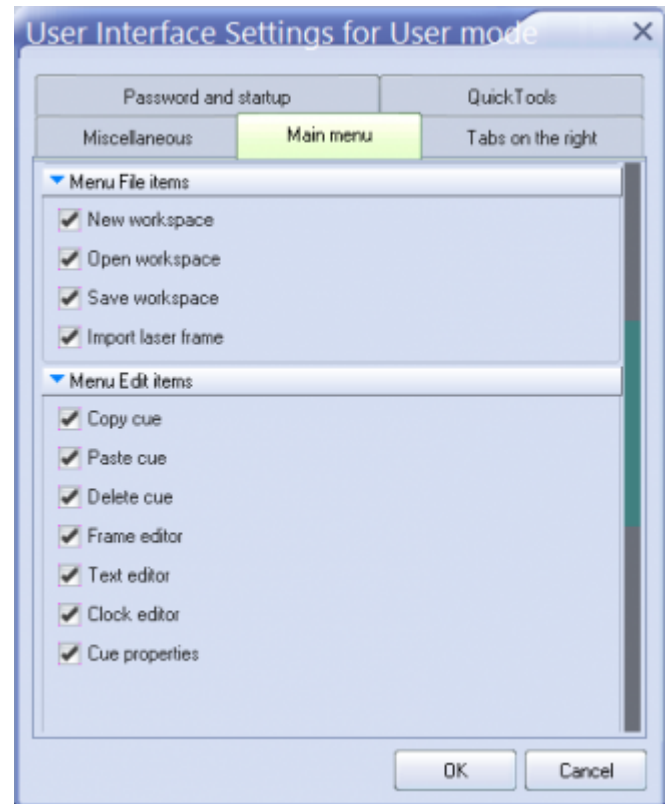 User Interface Settings for User mode
Password and startup QuickTools
Miscellaneous Main menu Tabs on the right
Menu File items
New workspace
Open workspace
Save workspace
Import laser frame
Menu Edit items
Copy cue
Paste cue
Delete cue
Frame editor
Text editor
Clock editor
Cue properties
OK Cancel